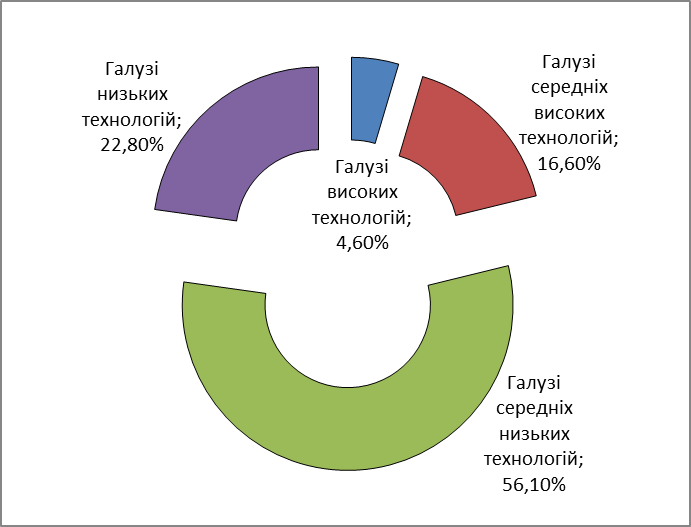 Галузі
низьких
технологій;
22,80%
Галузі
високих
технологій;
4,60%
Галузі
середніх
високих
технологій;
16,60%
Галузі
середніх
низьких
технологій;
56,10%